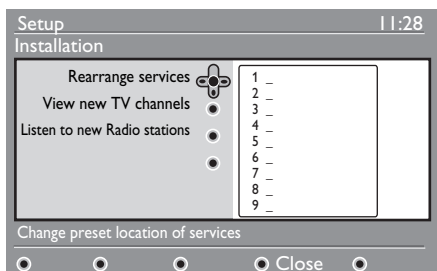 Setup 11:28
Installation
Rearrange services
View new TV channels
Listen to new Radio stations
1 _
2 _
3 _
4 _
5 _
6 _
7 _
8 _
9 _
Change preset location of services
Close